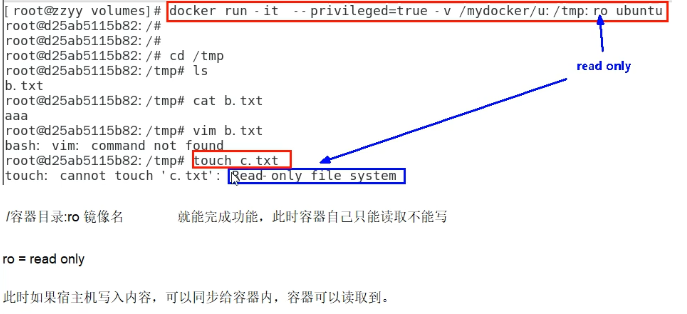 [root@zzyy volumes]# docker run -it --privileged=true -v /mydocker/u:/tmp:ro ubuntu
root@d25ab5115b82:/#
root@d25ab5115b82:/#
root@d25ab5115b82:/# cd /tmp
root@d25ab5115b82:/tmp# ls
b.txt
root@d25ab5115b82:/tmp# cat b.txt
aaa
root@d25ab5115b82:/tmp# vim b.txt
bash: vim: command not found
root@d25ab5115b82:/tmp# touch c.txt
touch: cannot touch 'c.txt': Read-only file system
read only
/容器目录:ro 镜像名 就能完成功能，此时容器自己只能读取不能写
ro = read only
此时如果宿主机写入内容，可以同步给容器内，容器可以读取到。